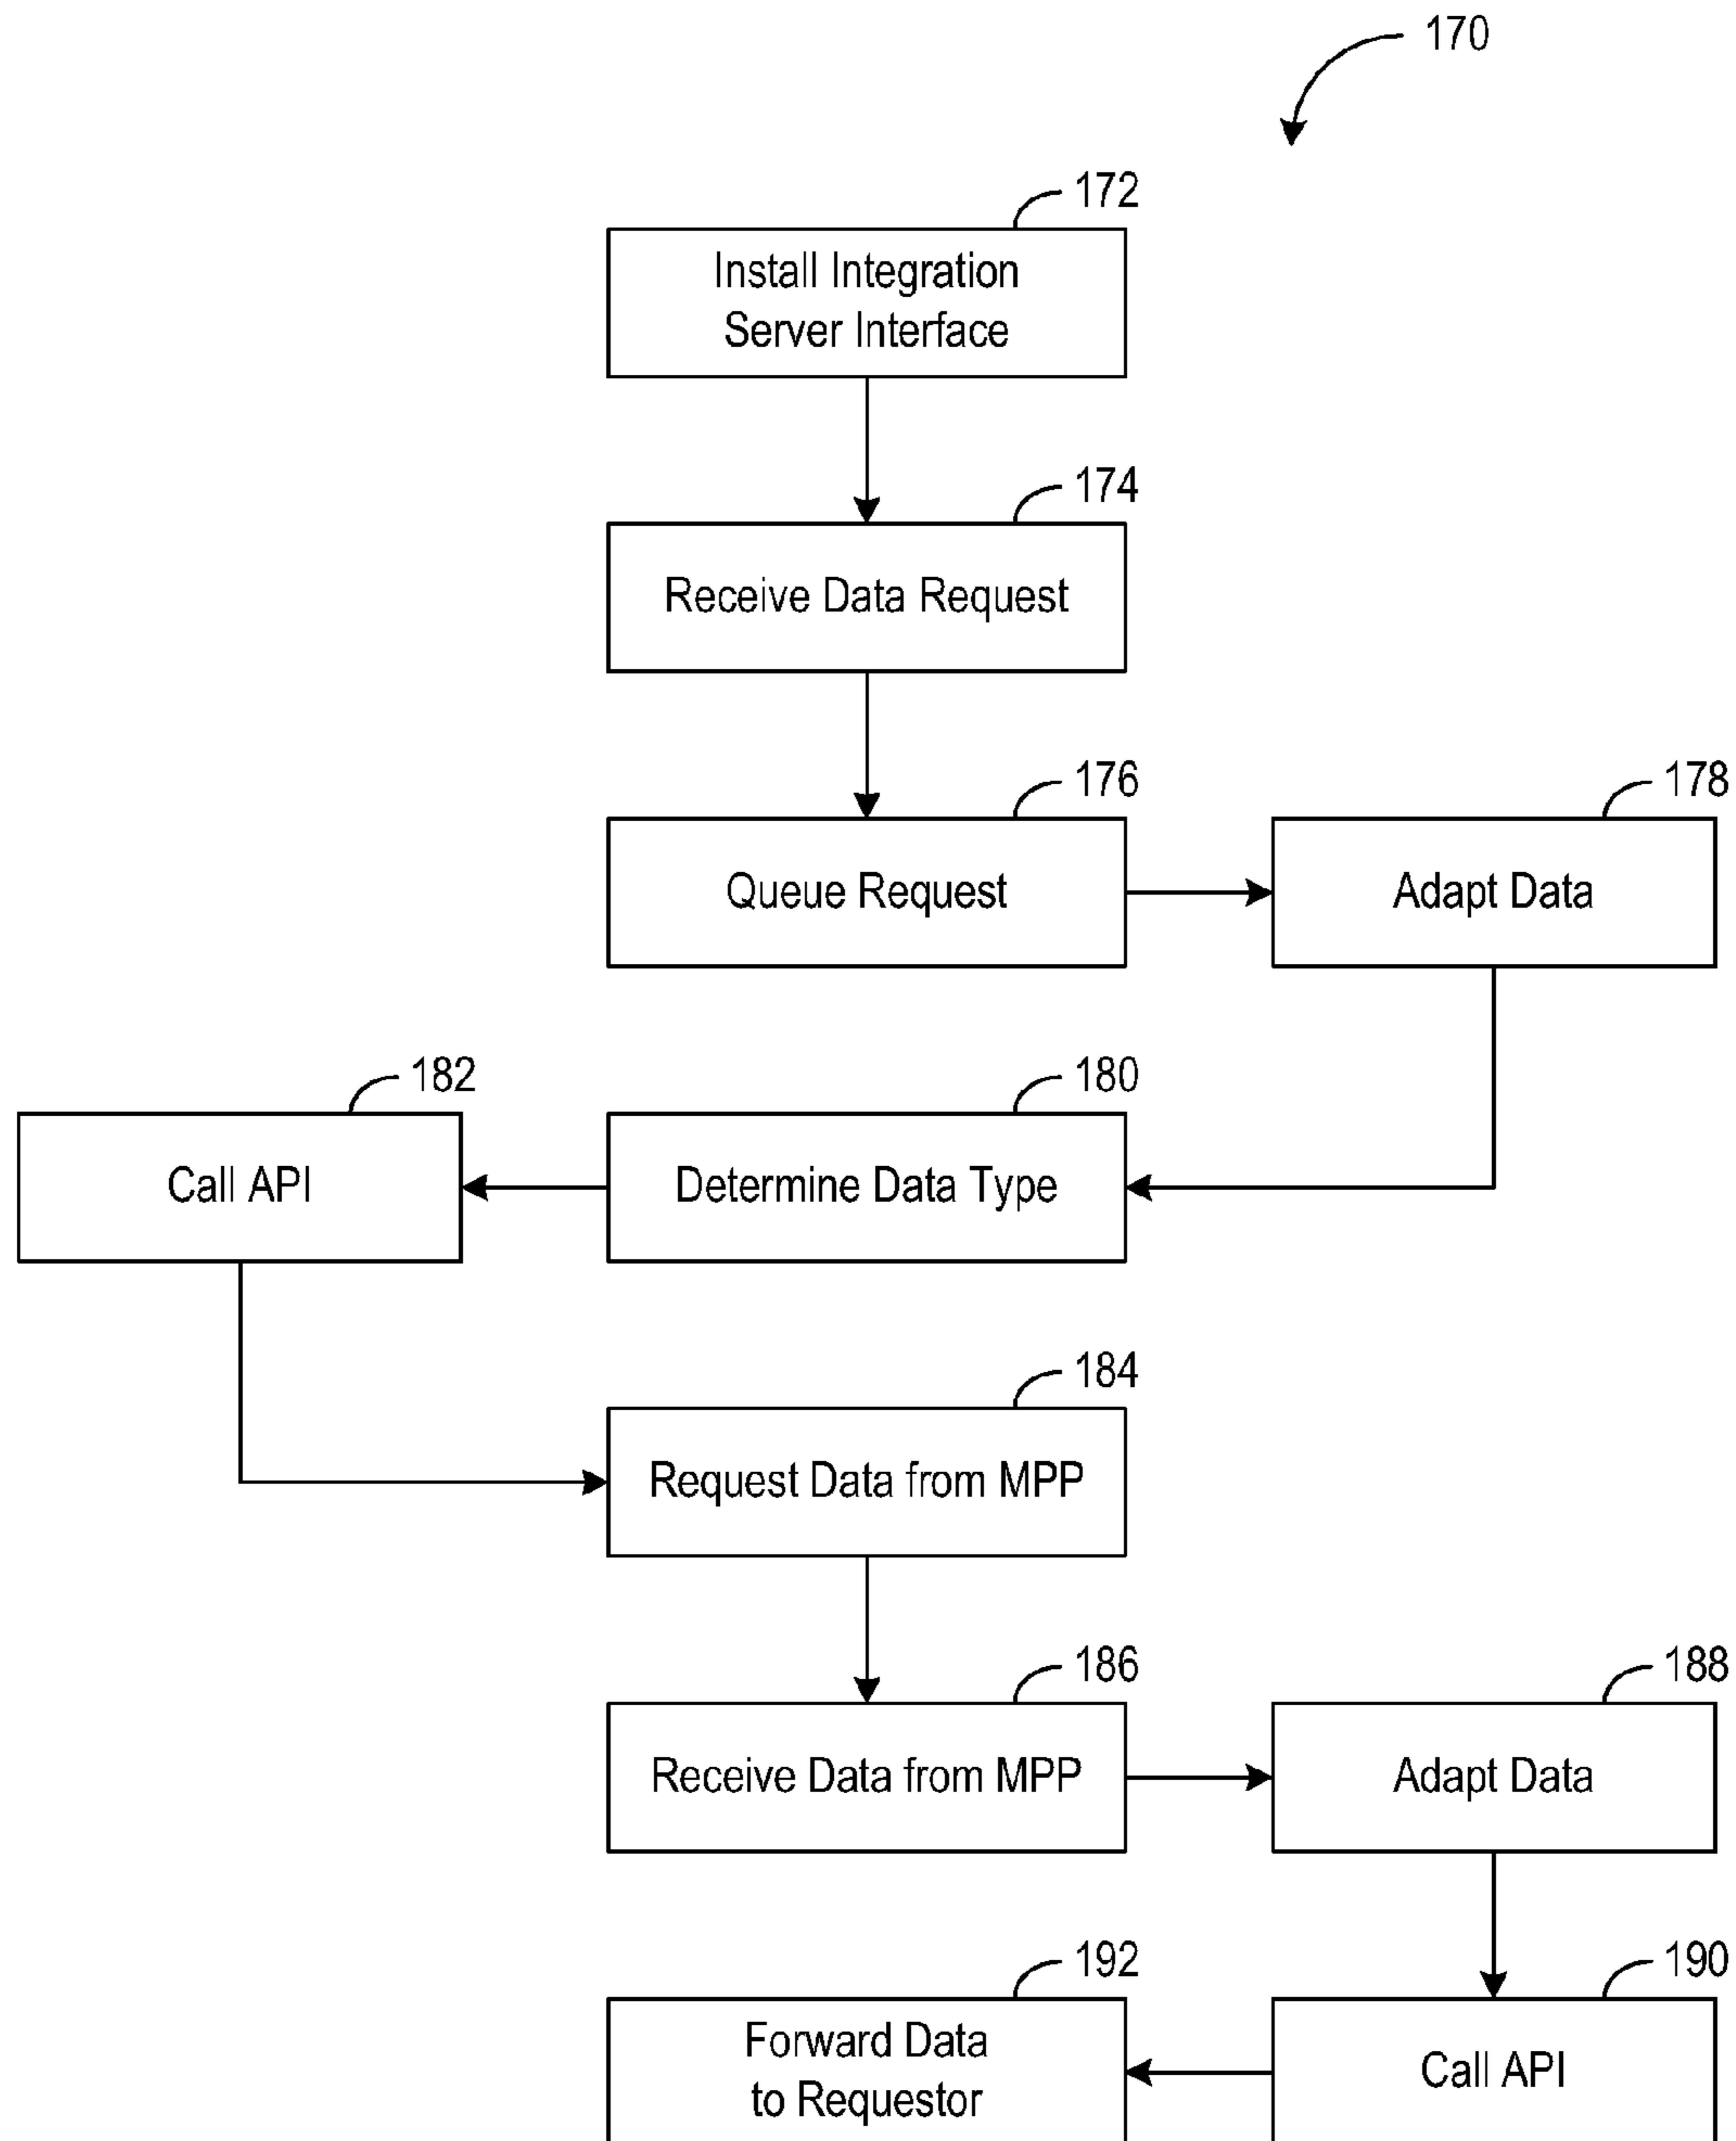 170
172
Install Integration
Server Interface
174
Receive Data Request
176
Queue Request
178
Adapt Data
182
Call API
180
Determine Data Type
184
Request Data from MPP
186
Receive Data from MPP
188
Adapt Data
192
Forward Data
to Requestor
190
Call API